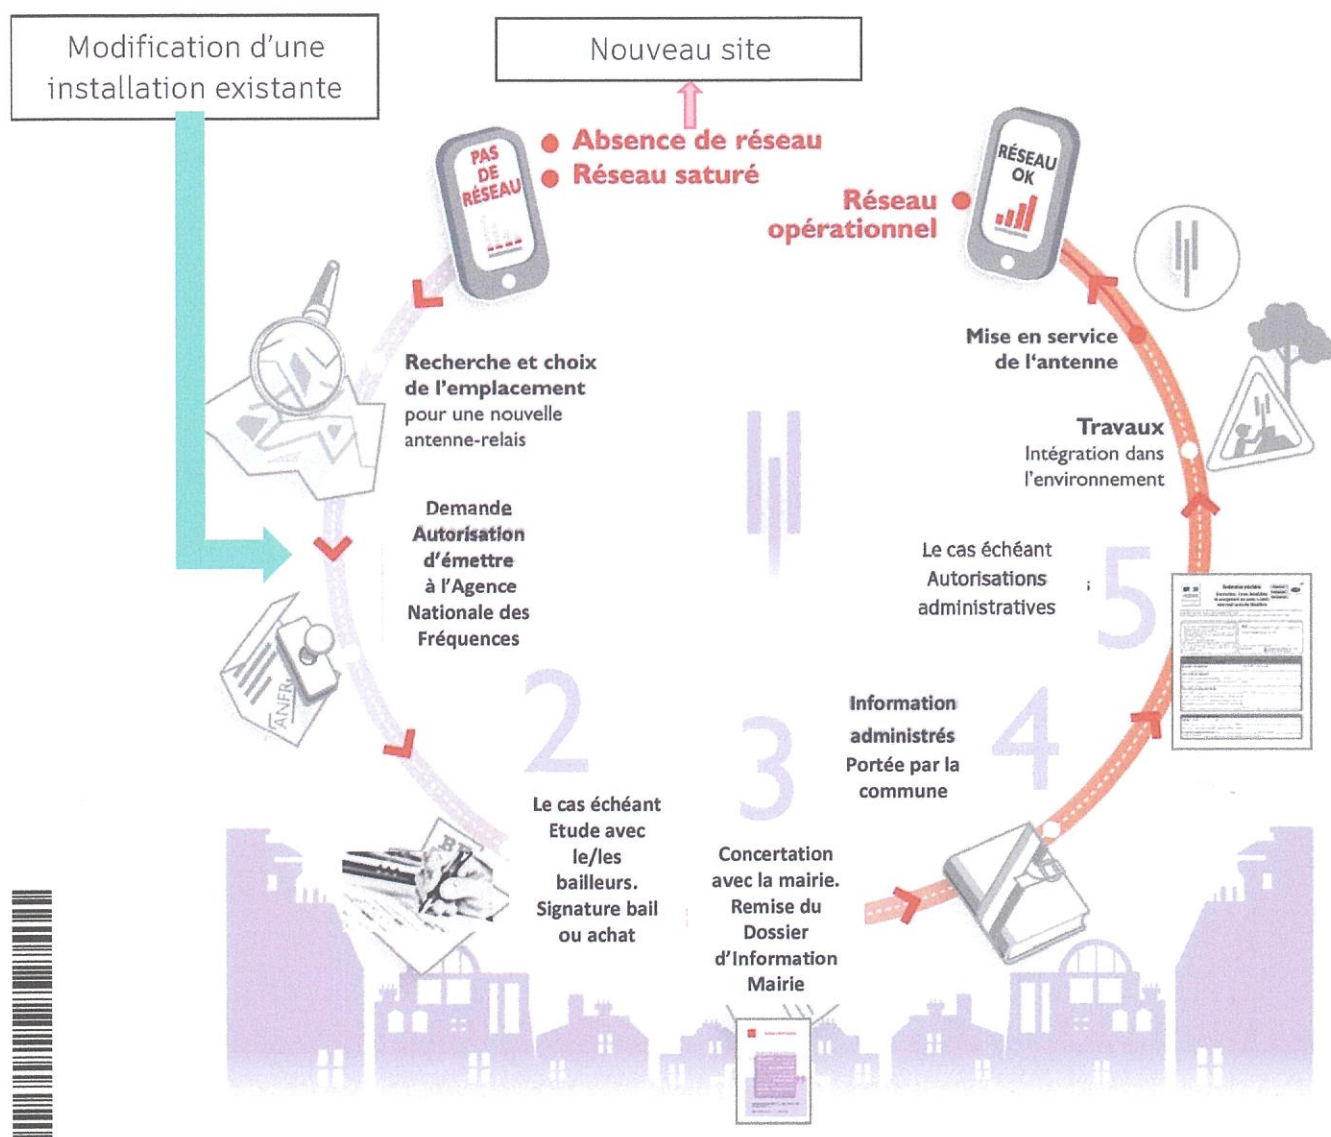 Modification d'une
installation existante
Nouveau site
PAS
DE
RÉSEAU
Absence de réseau
Réseau saturé
RÉSEAU
OK
Réseau
opérationnel
Recherche et choix
de l'emplacement
pour une nouvelle
antenne-relais
Mise en service
de l'antenne
Travaux
Intégration dans
l'environnement
Demande
Autorisation
d'émettre
à l'Agence
Nationale des
Fréquences
ANFR
Le cas échéant
Autorisations
administratives
5
2
Le cas échéant
Etude avec
le/les
bailleurs.
Signature bail
ou achat
3
Concertation
avec la mairie.
Remise du
Dossier
d'Information
Mairie
4
Information
administrés
Portée par la
commune